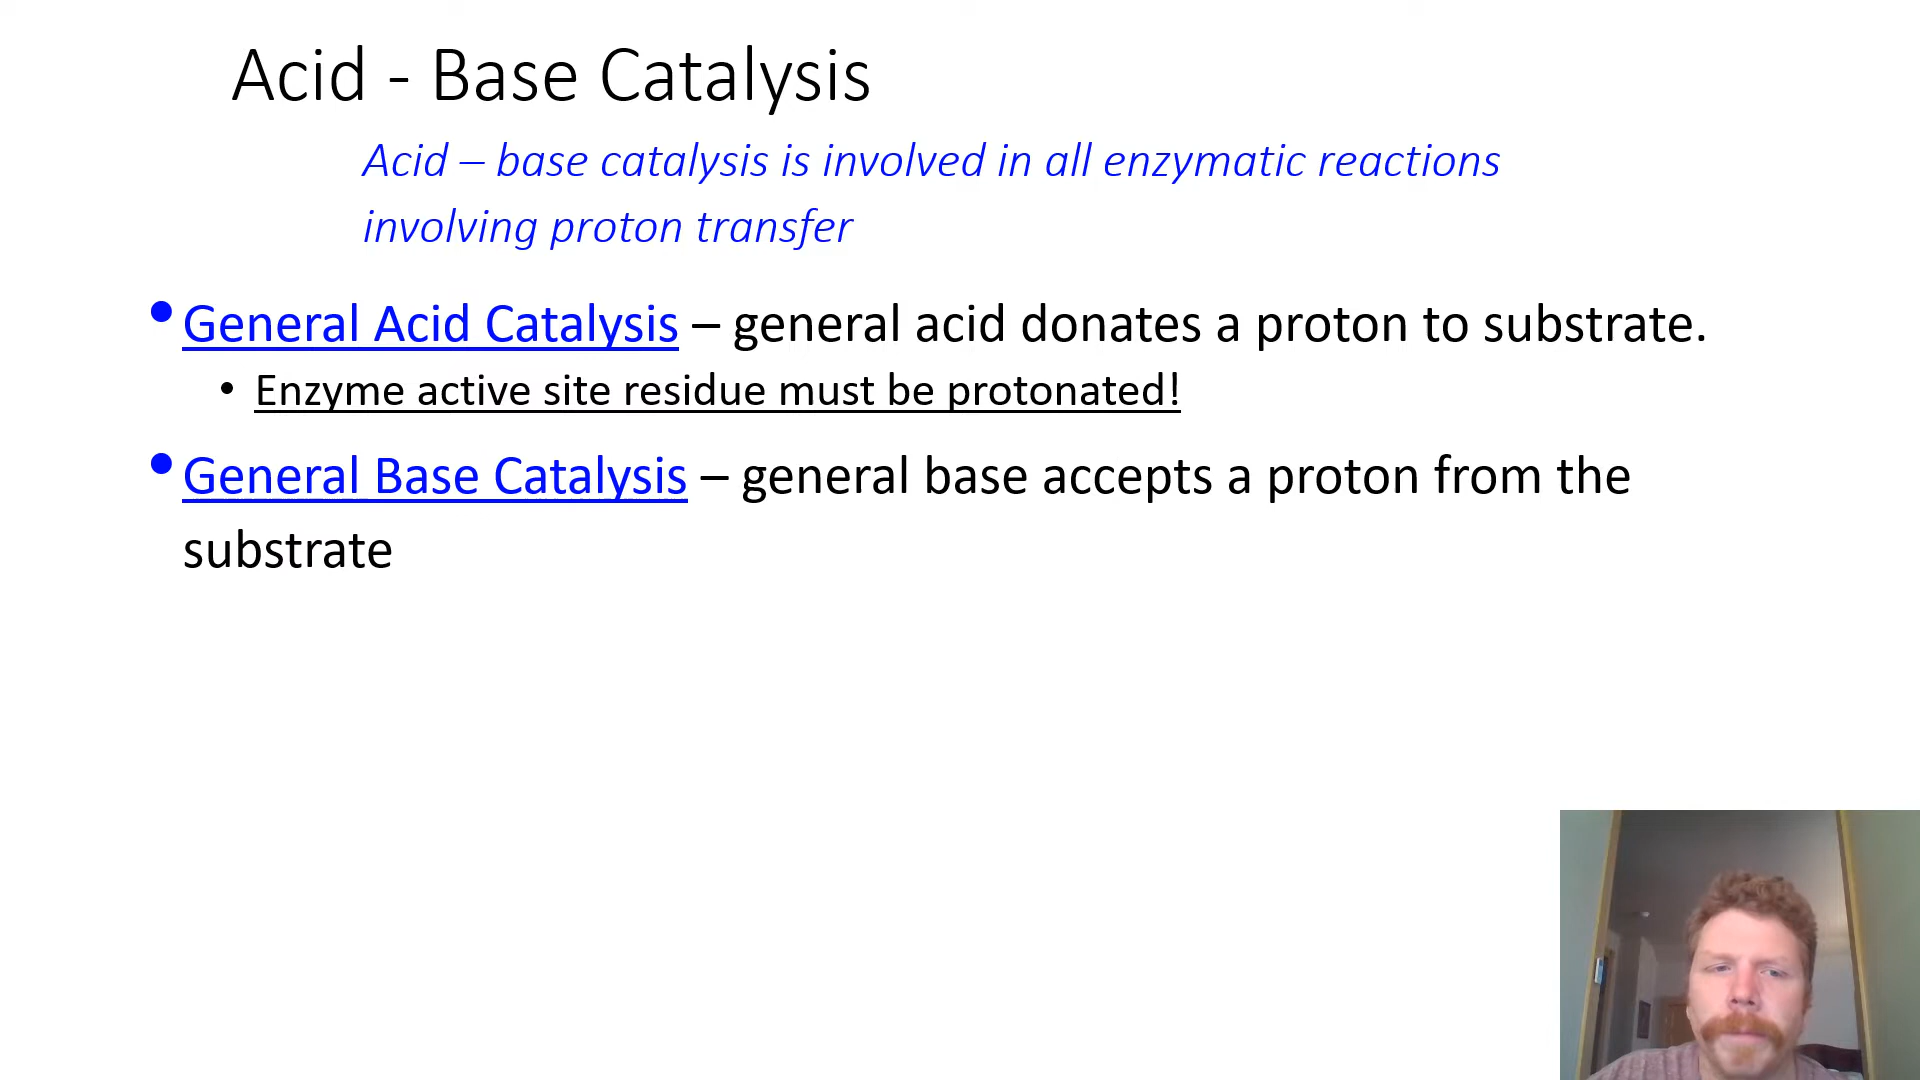 Acid - Base Catalysis
Acid – base catalysis is involved in all enzymatic reactions
involving proton transfer
• General Acid Catalysis – general acid donates a proton to substrate.
• Enzyme active site residue must be protonated!
• General Base Catalysis – general base accepts a proton from the
substrate